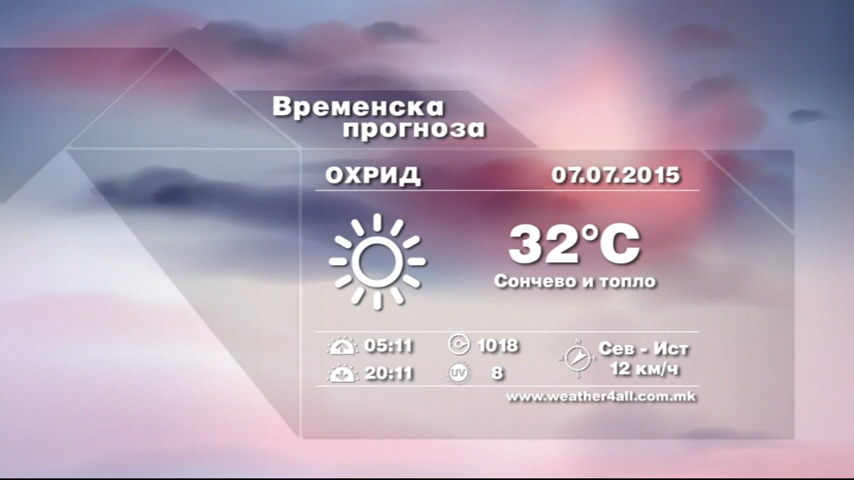 Временска
прогноза
ОХРИД 07.07.2015
32°C
Сончево и топло
05:11 1018 Сев - Ист
20:11 UV 8 12 км/ч
www.weather4all.com.mk